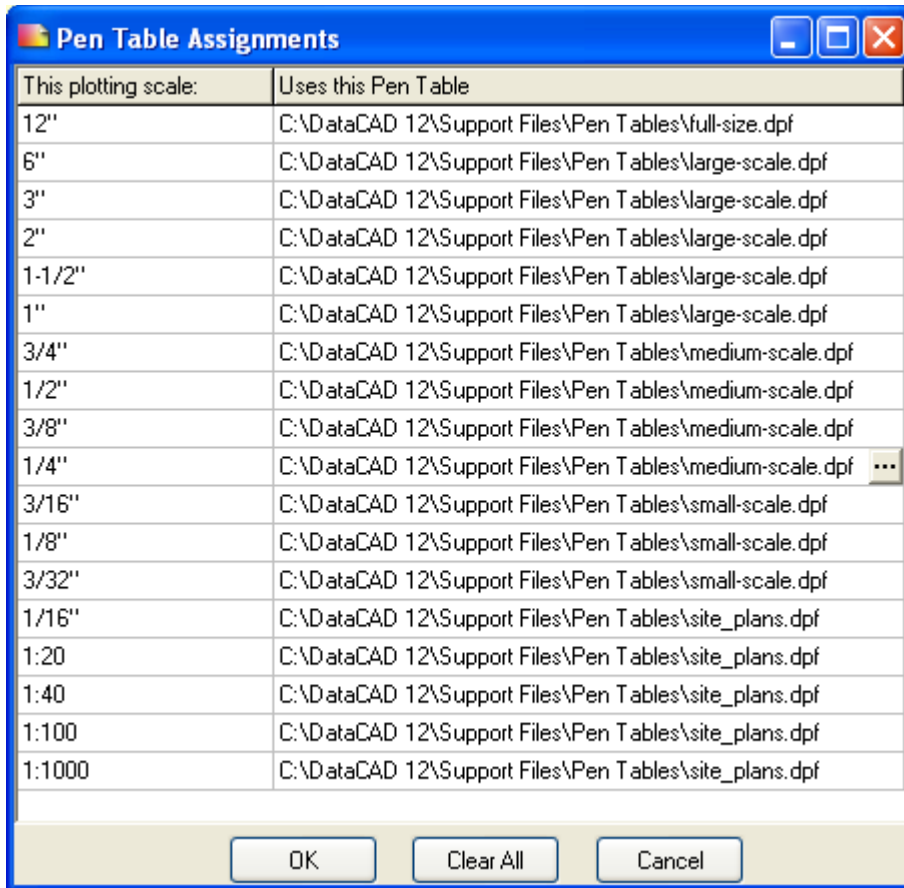 Pen Table Assignments
This plotting scale: Uses this Pen Table
12" C:\DataCAD 12\Support Files\Pen Tables\full-size.dpf
6" C:\DataCAD 12\Support Files\Pen Tables\large-scale.dpf
3" C:\DataCAD 12\Support Files\Pen Tables\large-scale.dpf
2" C:\DataCAD 12\Support Files\Pen Tables\large-scale.dpf
1-1/2" C:\DataCAD 12\Support Files\Pen Tables\large-scale.dpf
1" C:\DataCAD 12\Support Files\Pen Tables\large-scale.dpf
3/4" C:\DataCAD 12\Support Files\Pen Tables\medium-scale.dpf
1/2" C:\DataCAD 12\Support Files\Pen Tables\medium-scale.dpf
3/8" C:\DataCAD 12\Support Files\Pen Tables\medium-scale.dpf
1/4" C:\DataCAD 12\Support Files\Pen Tables\medium-scale.dpf ...
3/16" C:\DataCAD 12\Support Files\Pen Tables\small-scale.dpf
1/8" C:\DataCAD 12\Support Files\Pen Tables\small-scale.dpf
3/32" C:\DataCAD 12\Support Files\Pen Tables\small-scale.dpf
1/16" C:\DataCAD 12\Support Files\Pen Tables\site_plans.dpf
1:20 C:\DataCAD 12\Support Files\Pen Tables\site_plans.dpf
1:40 C:\DataCAD 12\Support Files\Pen Tables\site_plans.dpf
1:100 C:\DataCAD 12\Support Files\Pen Tables\site_plans.dpf
1:1000 C:\DataCAD 12\Support Files\Pen Tables\site_plans.dpf
OK Clear All Cancel